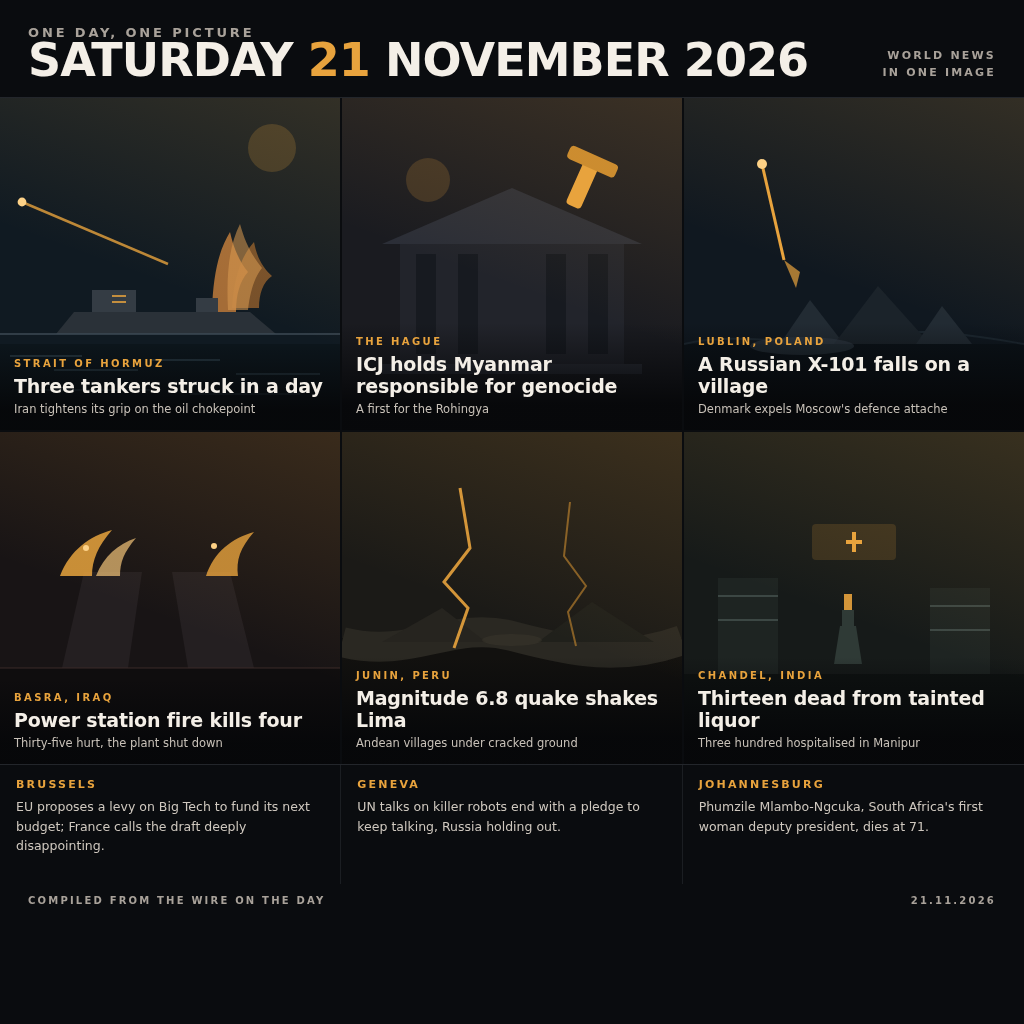 ONE DAY, ONE PICTURE
SATURDAY 21 NOVEMBER 2026
WORLD NEWS
IN ONE IMAGE
STRAIT OF HORMUZ
Three tankers struck in a day
Iran tightens its grip on the oil chokepoint
THE HAGUE
ICJ holds Myanmar
responsible for genocide
A first for the Rohingya
LUBLIN, POLAND
A Russian X-101 falls on a
village
Denmark expels Moscow's defence attache
BASRA, IRAQ
Power station fire kills four
Thirty-five hurt, the plant shut down
JUNIN, PERU
Magnitude 6.8 quake shakes
Lima
Andean villages under cracked ground
CHANDEL, INDIA
Thirteen dead from tainted
liquor
Three hundred hospitalised in Manipur
BRUSSELS
EU proposes a levy on Big Tech to fund its next
budget; France calls the draft deeply
disappointing.
GENEVA
UN talks on killer robots end with a pledge to
keep talking, Russia holding out.
JOHANNESBURG
Phumzile Mlambo-Ngcuka, South Africa's first
woman deputy president, dies at 71.
COMPILED FROM THE WIRE ON THE DAY
21.11.2026